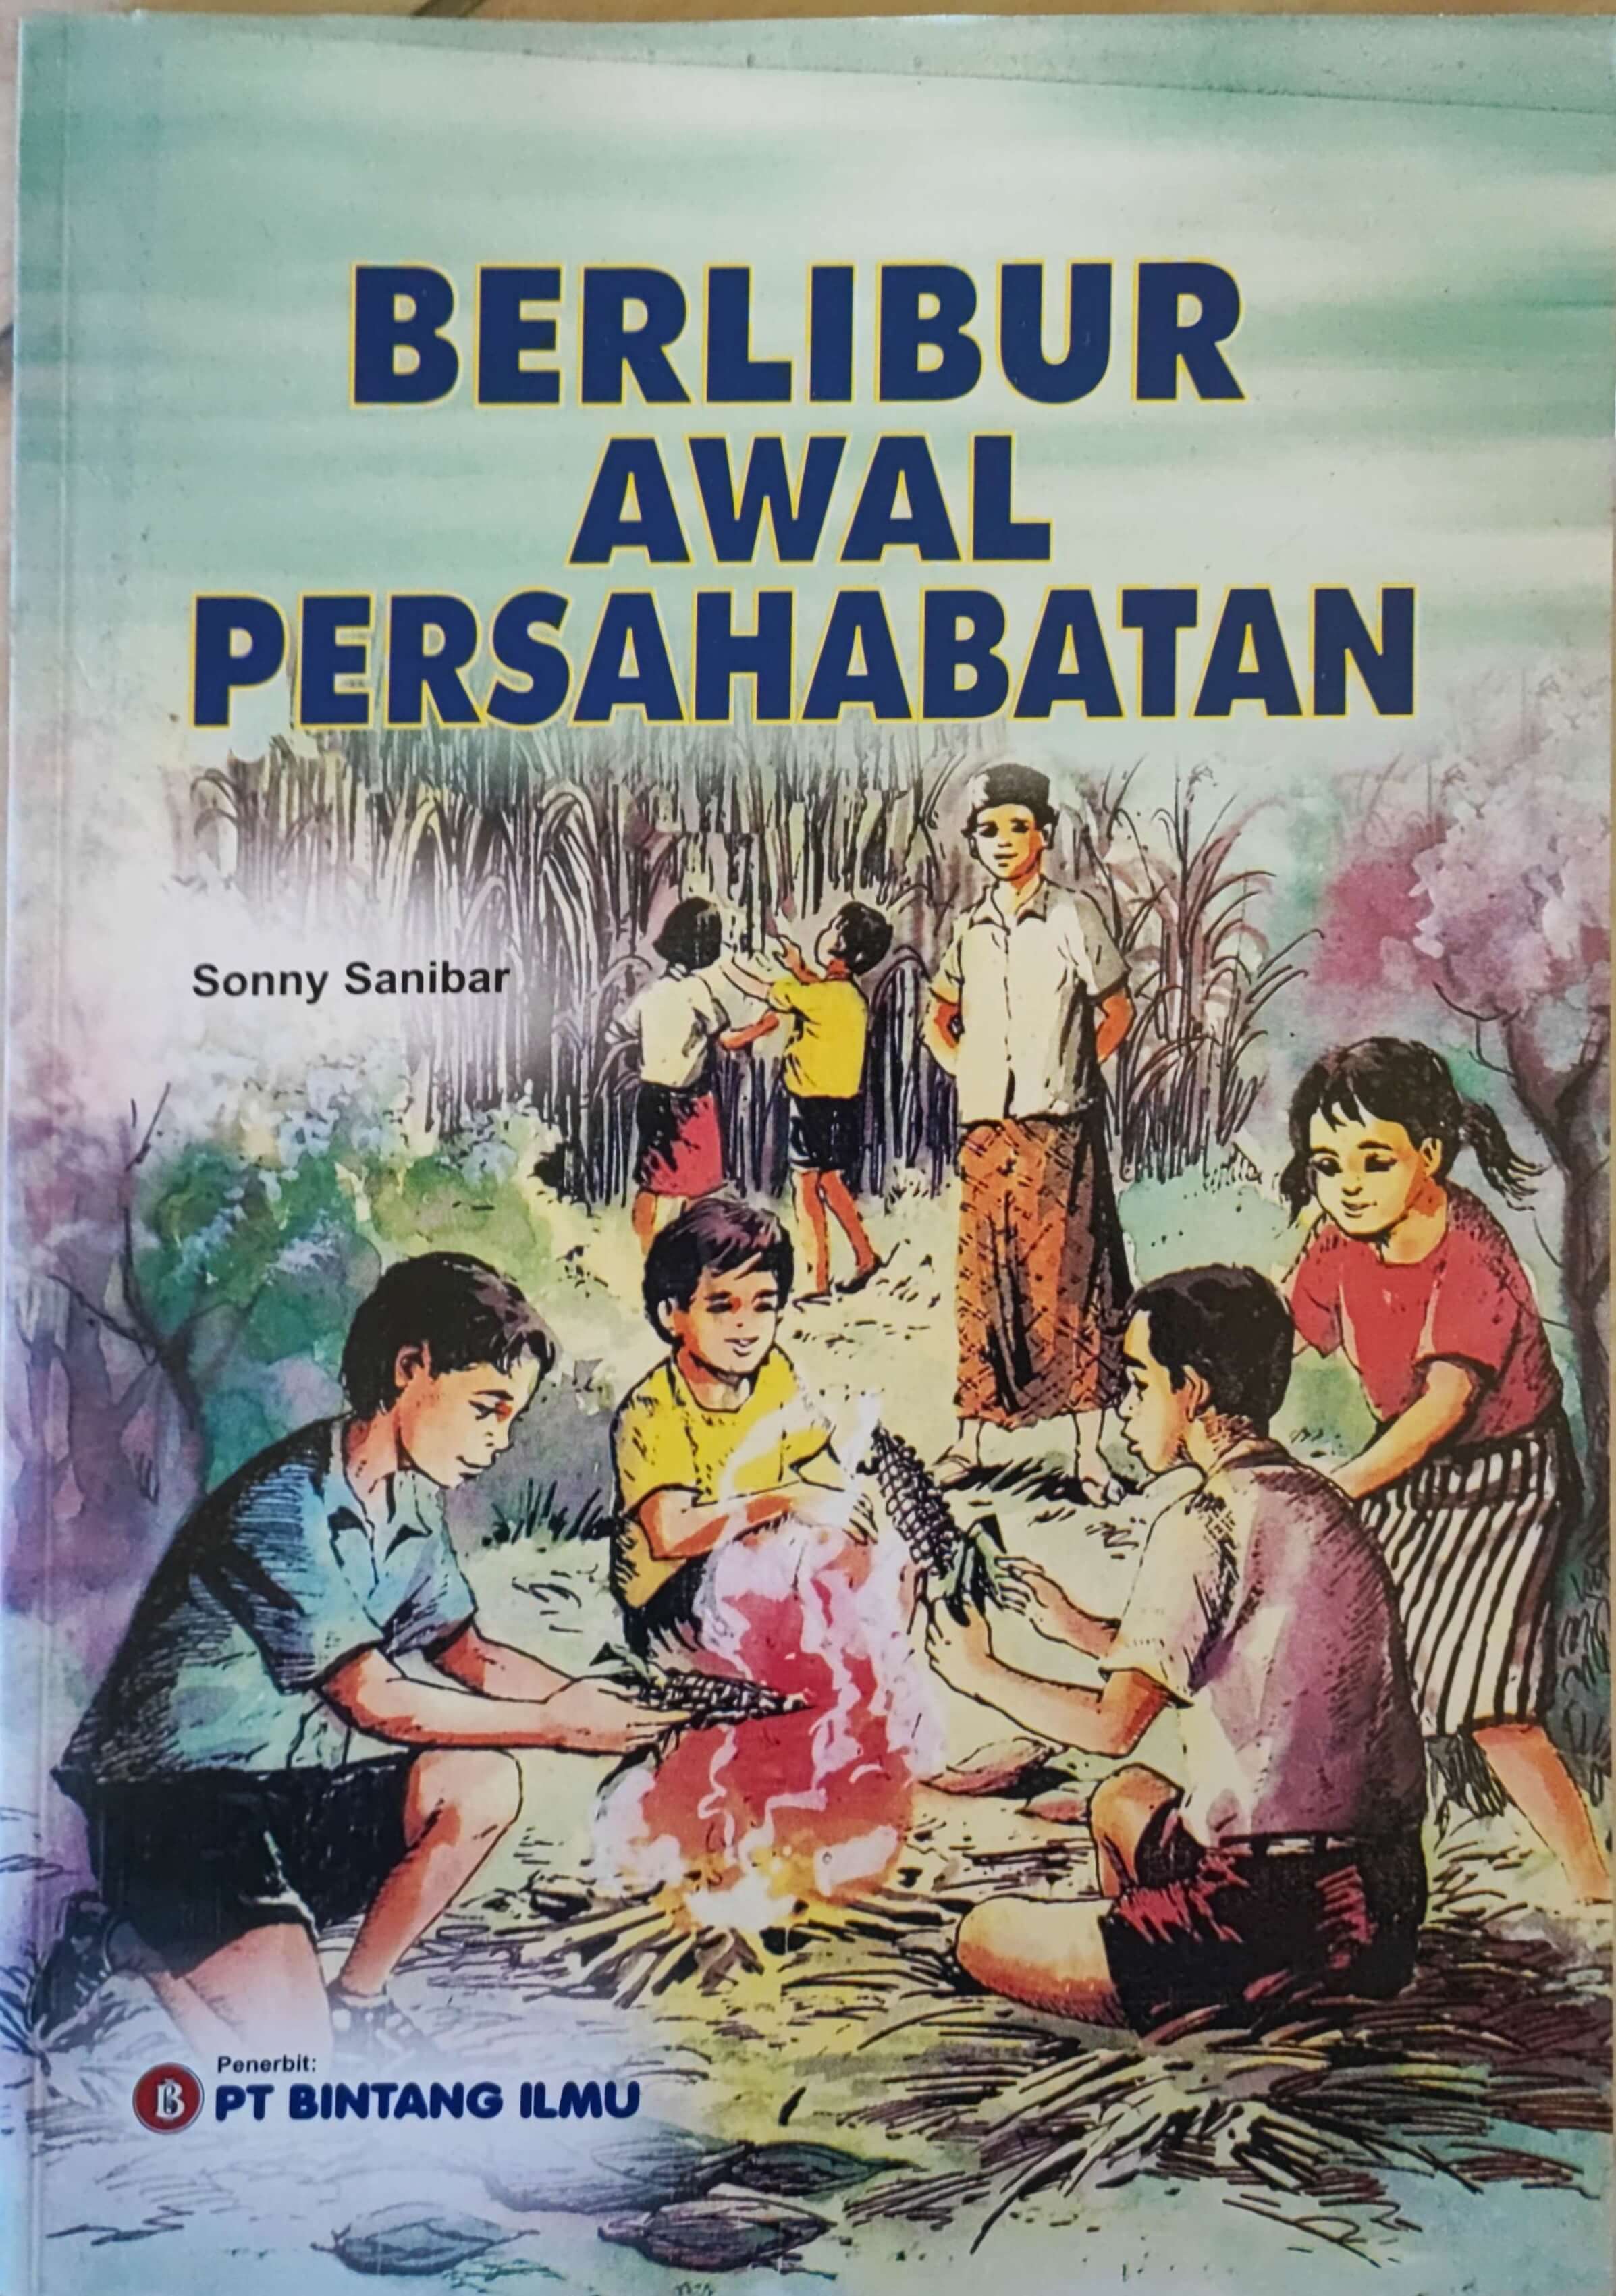 BERLIBUR
AWAL
PERSAHABATAN
Sonny Sanibar
Penerbit:
PT BINTANG ILMU